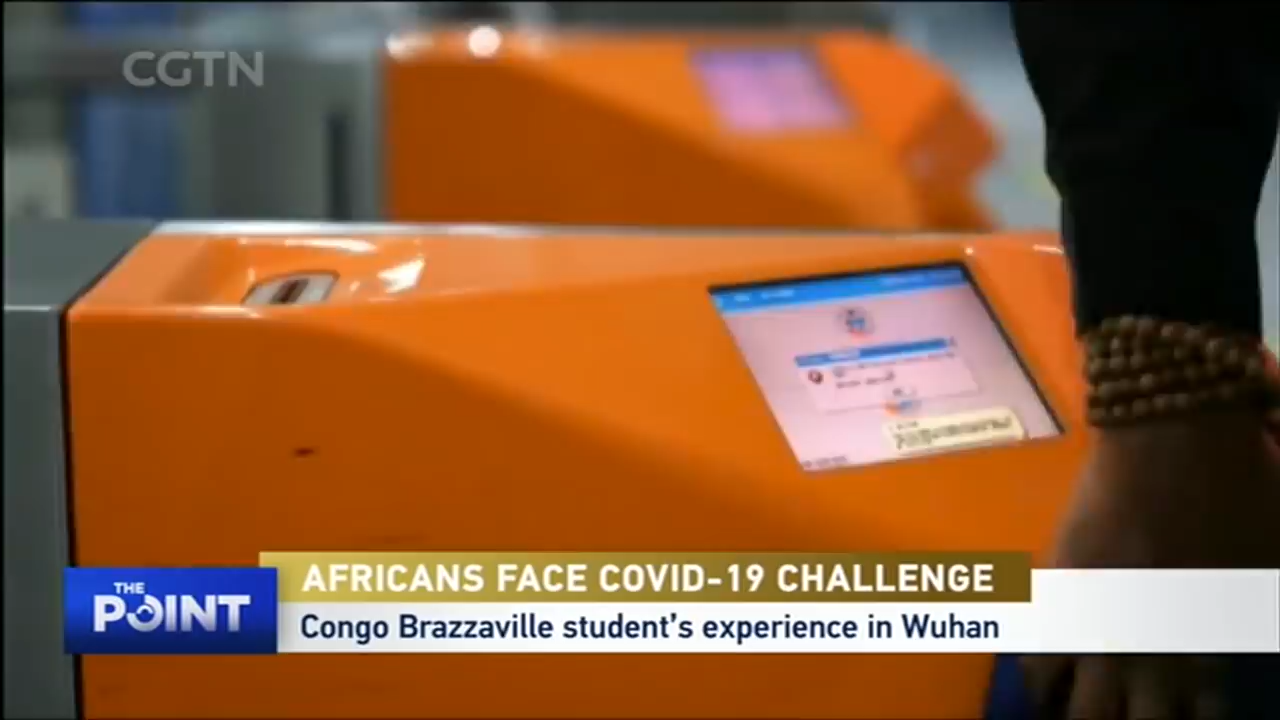 CGTN
AFRICANS FACE COVID-19 CHALLENGE
THE
POINT
Congo Brazzaville student's experience in Wuhan